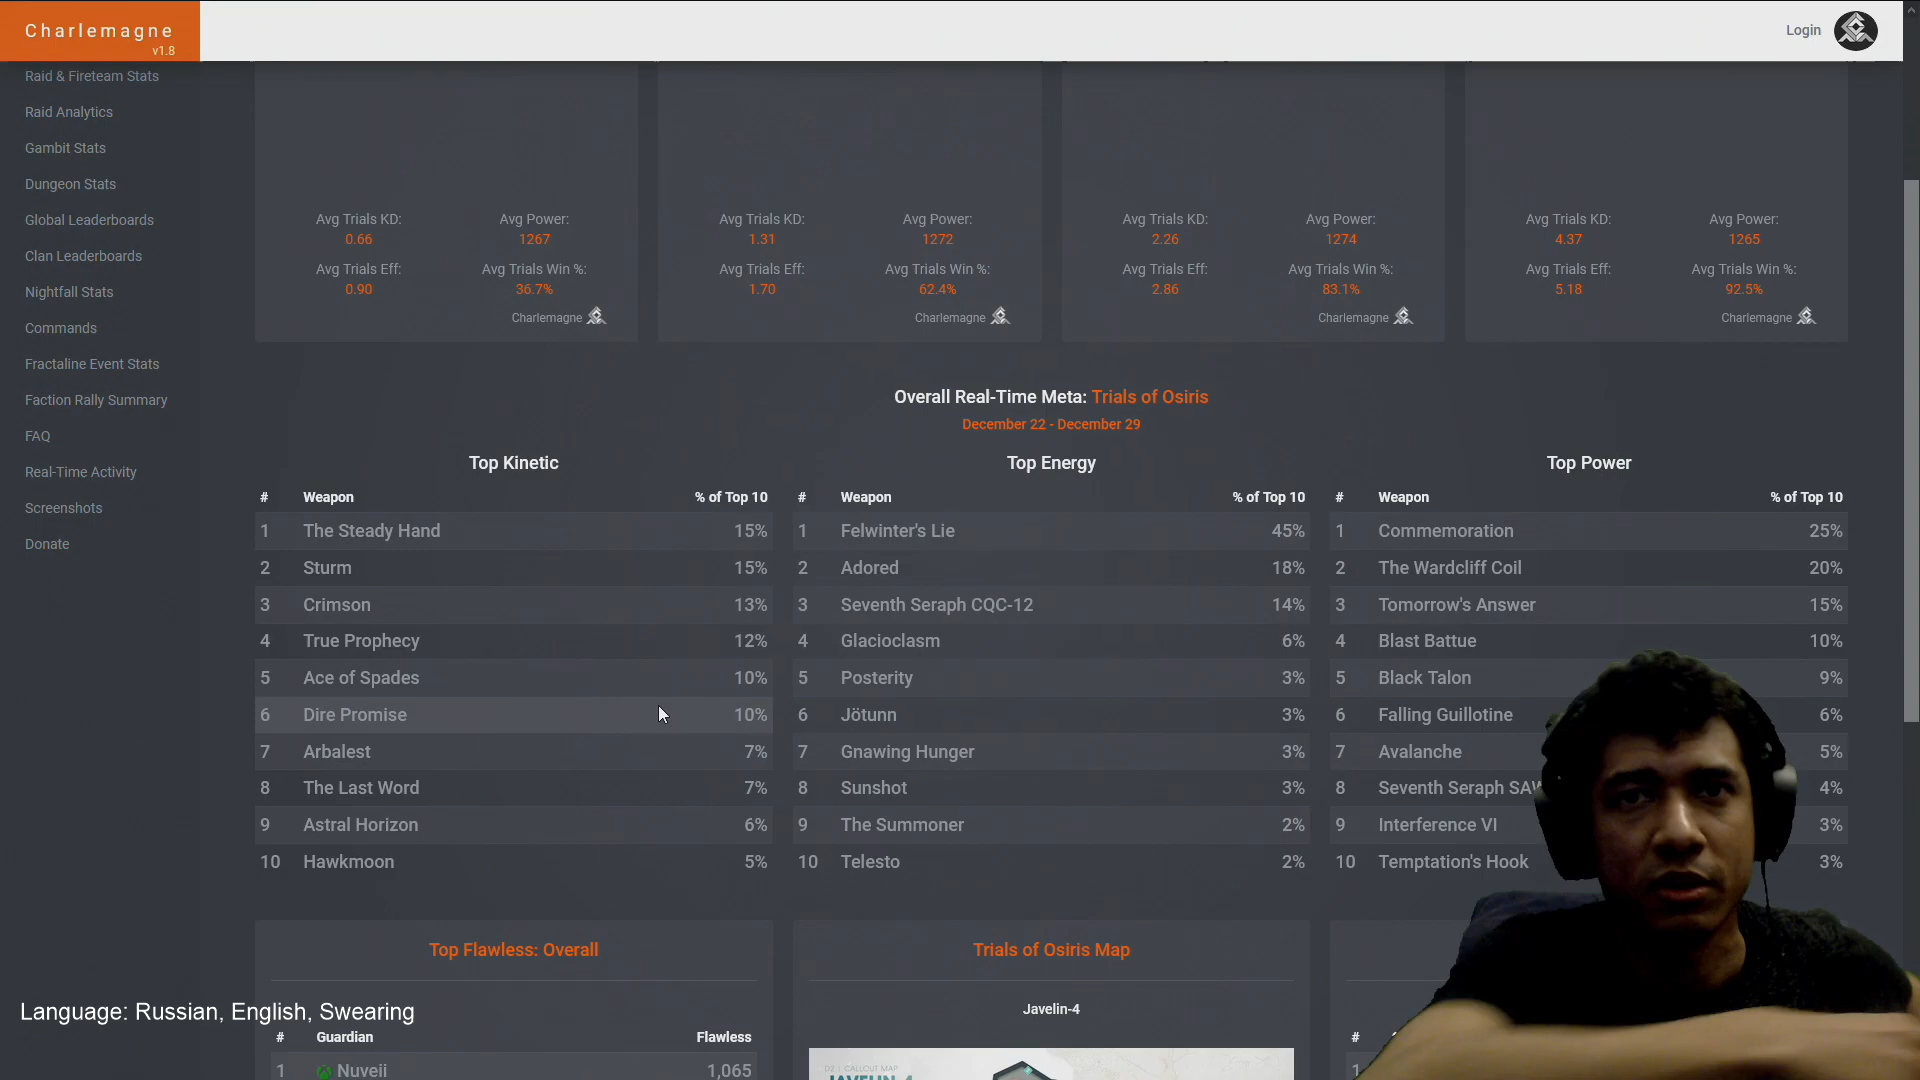 Charlemagne
v1.8
Login
Raid & Fireteam Stats
Raid Analytics
Gambit Stats
Dungeon Stats
Global Leaderboards
Clan Leaderboards
Nightfall Stats
Commands
Fractaline Event Stats
Faction Rally Summary
FAQ
Real-Time Activity
Screenshots
Donate
Avg Trials KD: Avg Power:
0.66 1267
Avg Trials Eff: Avg Trials Win %:
0.90 36.7%
Charlemagne
Avg Trials KD: Avg Power:
1.31 1272
Avg Trials Eff: Avg Trials Win %:
1.70 62.4%
Charlemagne
Avg Trials KD: Avg Power:
2.26 1274
Avg Trials Eff: Avg Trials Win %:
2.86 83.1%
Charlemagne
Avg Trials KD: Avg Power:
4.37 1265
Avg Trials Eff: Avg Trials Win %:
5.18 92.5%
Charlemagne
Overall Real-Time Meta: Trials of Osiris
December 22 - December 29
Top Kinetic
# Weapon % of Top 10
1 The Steady Hand 15%
2 Sturm 15%
3 Crimson 13%
4 True Prophecy 12%
5 Ace of Spades 10%
6 Dire Promise 10%
7 Arbalest 7%
8 The Last Word 7%
9 Astral Horizon 6%
10 Hawkmoon 5%
Top Energy
# Weapon % of Top 10
1 Felwinter's Lie 45%
2 Adored 18%
3 Seventh Seraph CQC-12 14%
4 Glacioclasm 6%
5 Posterity 3%
6 Jötunn 3%
7 Gnawing Hunger 3%
8 Sunshot 3%
9 The Summoner 2%
10 Telesto 2%
Top Power
# Weapon % of Top 10
1 Commemoration 25%
2 The Wardcliff Coil 20%
3 Tomorrow's Answer 15%
4 Blast Battue 10%
5 Black Talon 9%
6 Falling Guillotine 6%
7 Avalanche 5%
8 Seventh Seraph SAW 4%
9 Interference VI 3%
10 Temptation's Hook 3%
Top Flawless: Overall
# Guardian Flawless
1 Nuveii 1,065
Trials of Osiris Map
Javelin-4
D2 | CALLOUT MAP
JAVELIN-4
#
1
Language: Russian, English, Swearing